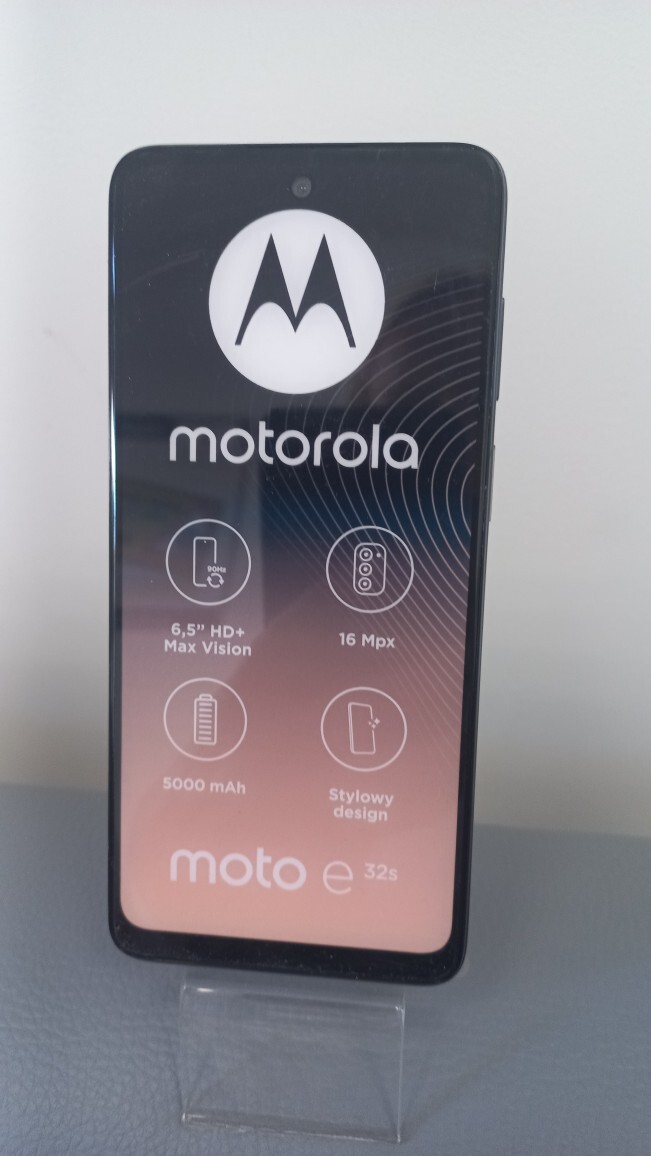 motorola
90Hz
6,5” HD+
Max Vision
16 Mpx
5000 mAh
Stylowy
design
moto e 32s